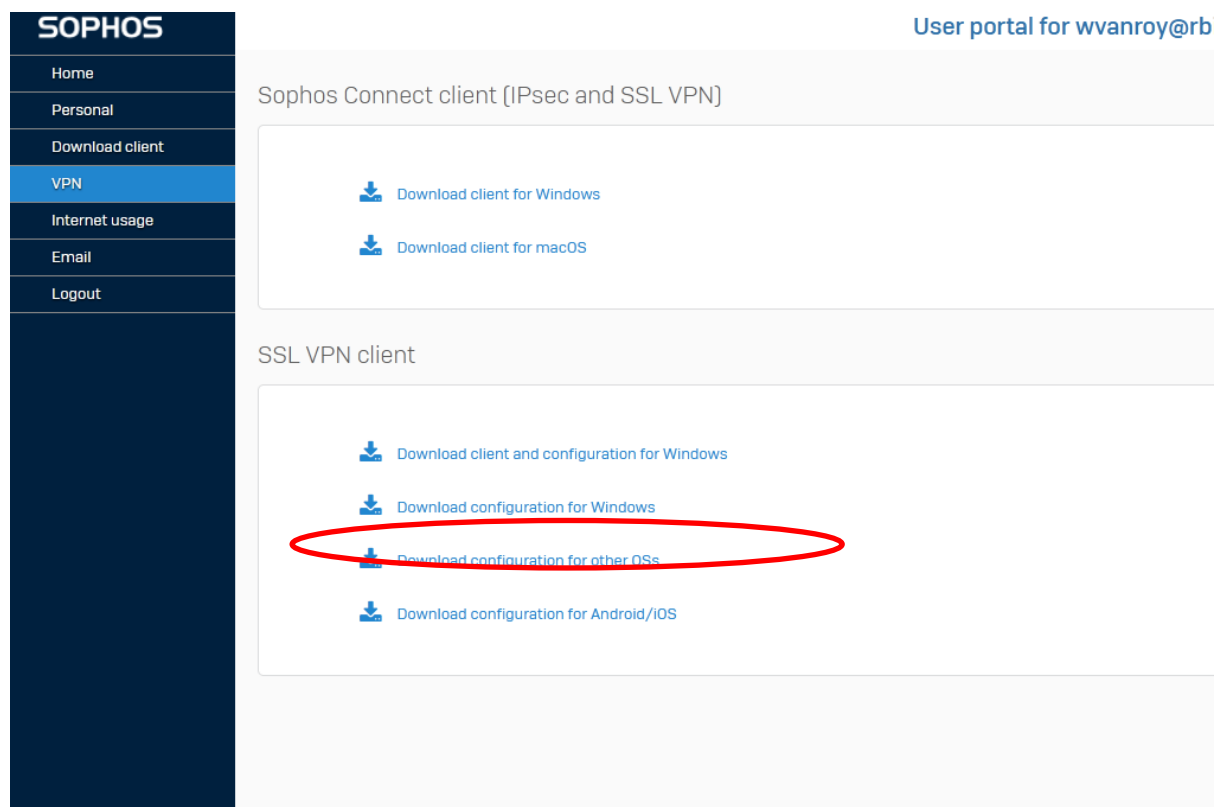 SOPHOS
User portal for wvanroy@rb
Home
Personal
Download client
VPN
Internet usage
Email
Logout
Sophos Connect client (IPsec and SSL VPN)
Download client for Windows
Download client for macOS
SSL VPN client
Download client and configuration for Windows
Download configuration for Windows
Download configuration for other OSs
Download configuration for Android/iOS